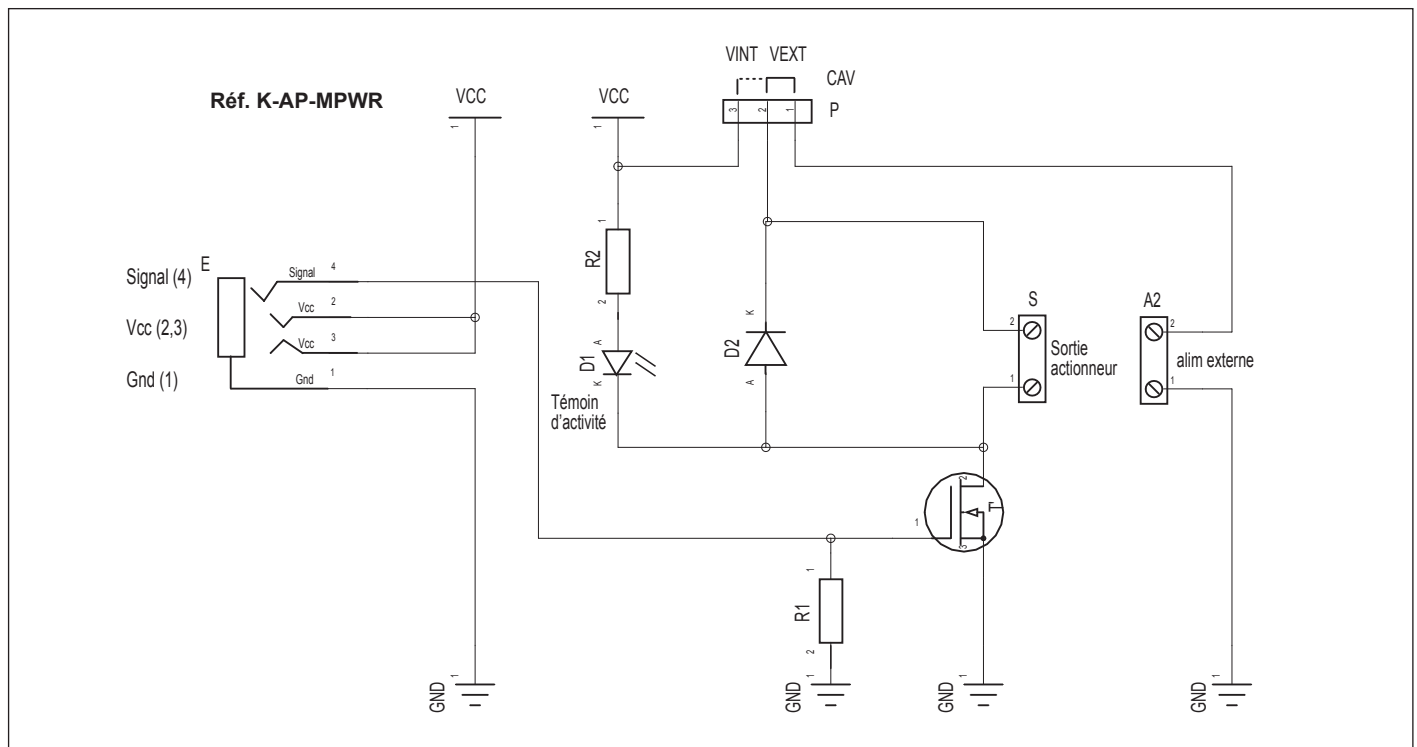 VINT VEXT
CAV
P
3 2 1
Réf. K-AP-MPWR
VCC
1
VCC
1
E
Signal (4)
Vcc (2,3)
Gnd (1)
Signal 4
Vcc 2
Vcc 3
Gnd 1
1
R2
2
A
D1
K
Témoin
d'activité
K
D2
A
S
2
1
Sortie
actionneur
A2
2
1
alim externe
1
2
3
F
1
R1
2
GND 1
GND 1
GND 1
GND 1